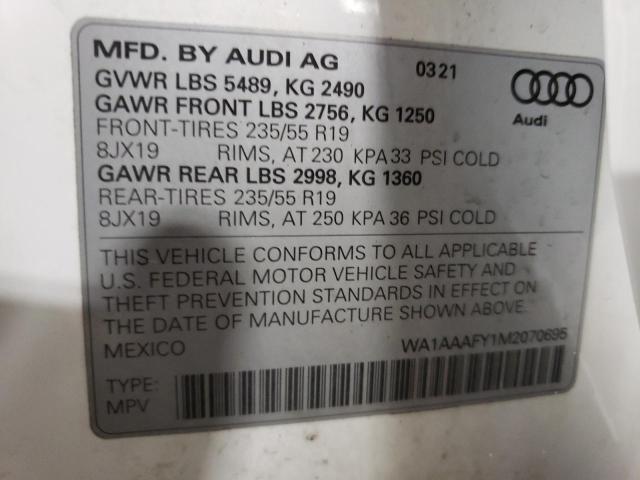 MFD. BY AUDI AG 0321
GVWR LBS 5489, KG 2490
GAWR FRONT LBS 2756, KG 1250
FRONT-TIRES 235/55 R19
8JX19 RIMS, AT 230 KPA 33 PSI COLD
GAWR REAR LBS 2998, KG 1360
REAR-TIRES 235/55 R19
8JX19 RIMS, AT 250 KPA 36 PSI COLD
Audi
THIS VEHICLE CONFORMS TO ALL APPLICABLE
U.S. FEDERAL MOTOR VEHICLE SAFETY AND
THEFT PREVENTION STANDARDS IN EFFECT ON
THE DATE OF MANUFACTURE SHOWN ABOVE.
MEXICO WA1AAAFY1M2070695
TYPE:
MPV